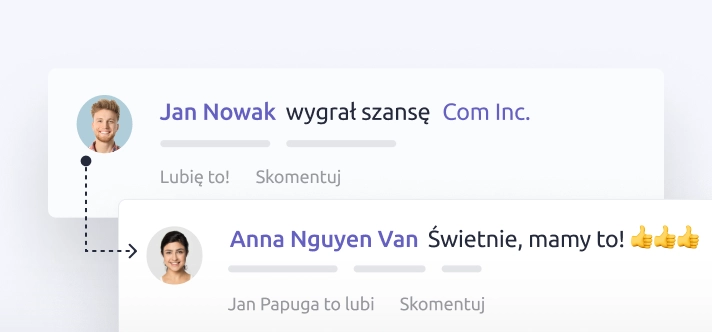 Jan Nowak wygrał szansę Com Inc.
Lubię to! Skomentuj
Anna Nguyen Van Świetnie, mamy to! 👍👍👍
Jan Papuga to lubi Skomentuj